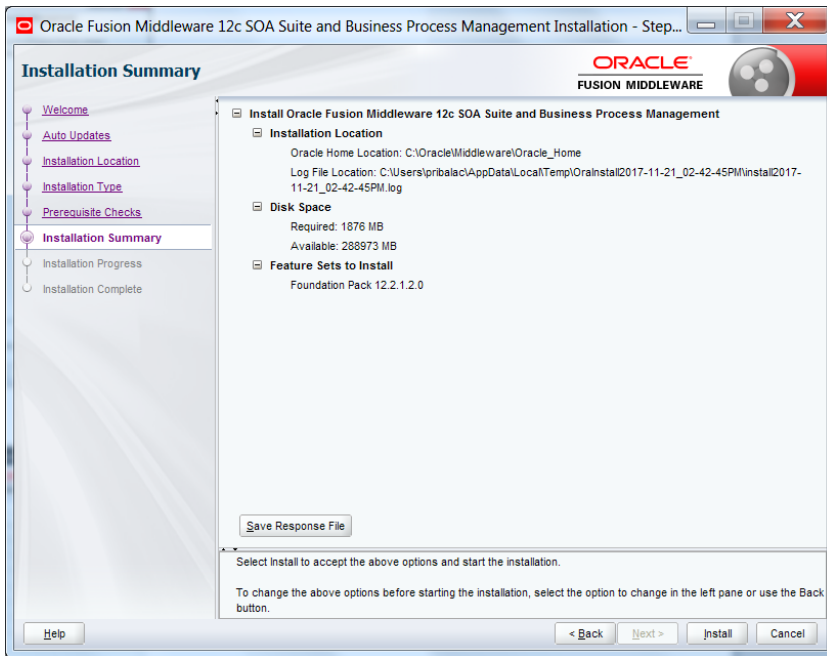 Oracle Fusion Middleware 12c SOA Suite and Business Process Management Installation - Step...
Installation Summary
ORACLE
FUSION MIDDLEWARE
Welcome
Auto Updates
Installation Location
Installation Type
Prerequisite Checks
Installation Summary
Installation Progress
Installation Complete
Install Oracle Fusion Middleware 12c SOA Suite and Business Process Management
Installation Location
Oracle Home Location: C:\Oracle\Middleware\Oracle_Home
Log File Location: C:\Users\pribalac\AppData\Local\Temp\OraInstall2017-11-21_02-42-45PM\install2017-
11-21_02-42-45PM.log
Disk Space
Required: 1876 MB
Available: 288973 MB
Feature Sets to Install
Foundation Pack 12.2.1.2.0
Save Response File
Select Install to accept the above options and start the installation.
To change the above options before starting the installation, select the option to change in the left pane or use the Back
button.
Help
< Back
Next >
Install
Cancel